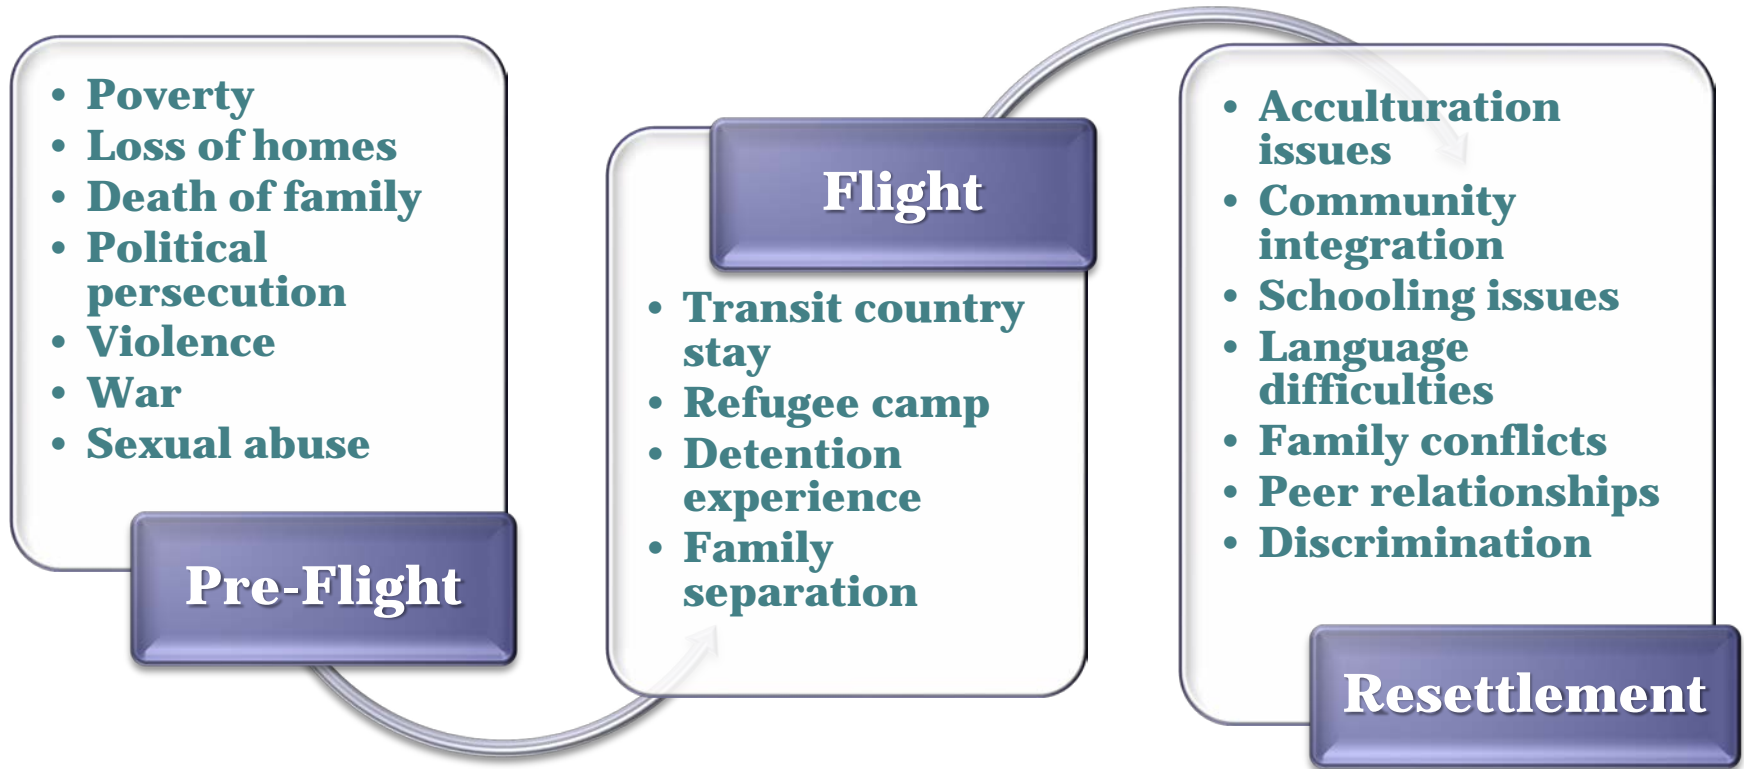 • Poverty
• Loss of homes
• Death of family
• Political
persecution
• Violence
• War
• Sexual abuse
Pre-Flight
Flight
• Transit country
stay
• Refugee camp
• Detention
experience
• Family
separation
• Acculturation
issues
• Community
integration
• Schooling issues
• Language
difficulties
• Family conflicts
• Peer relationships
• Discrimination
Resettlement